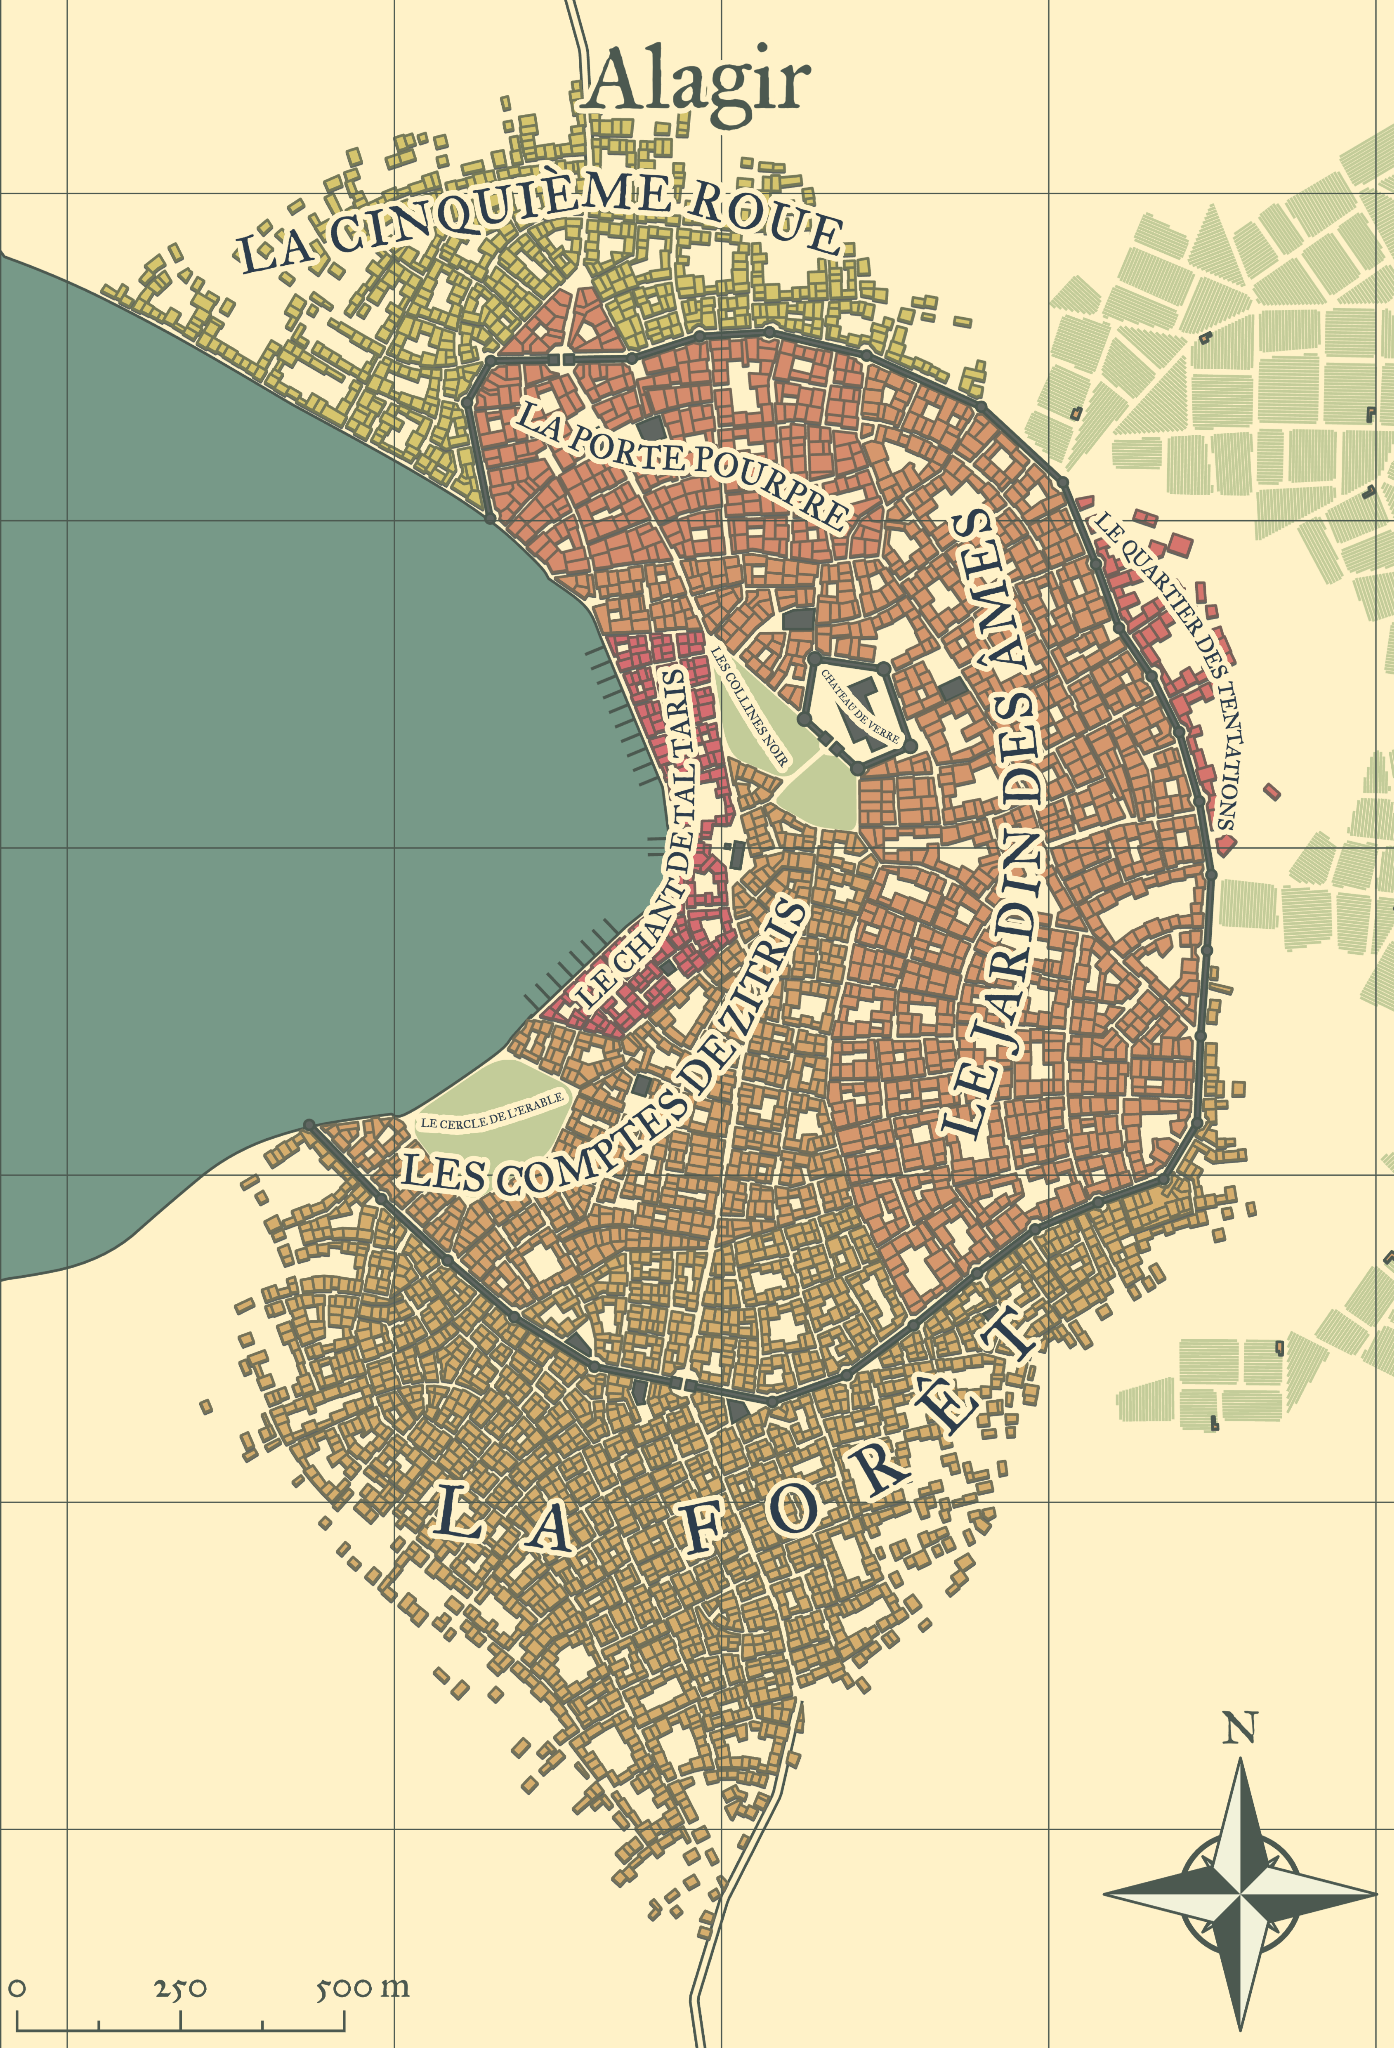 Alagir
LA CINQUIÈME ROUE
LA PORTE POURPRE
LE QUARTIER DES TENTATIONS
LE JARDIN DES ÂMES
LES COLLINES NOIR
CHATEAU DE VERRE
LE CHANT DE TAL TARIS
LES COMPTES DE ZITRIS
LE CERCLE DE L'ERABLE
LA FORÊT
N
0 250 500 m